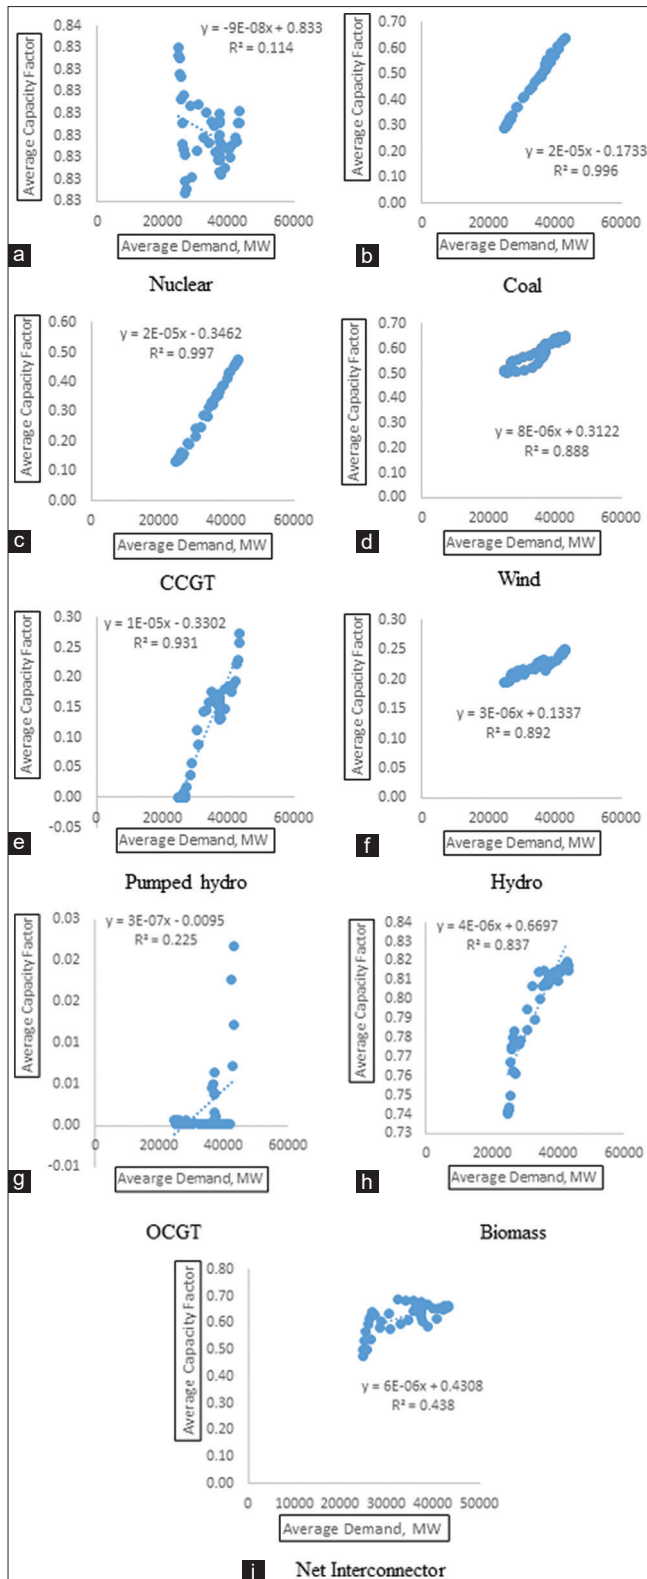 y = -9E-08x + 0.833
R² = 0.114
Average Capacity Factor
0.84
0.83
0.83
0.83
0.83
0.83
0.83
0.83
0.83
0 20000 40000 60000
Average Demand, MW
a
Nuclear
Average Capacity Factor
0.70
0.60
0.50
0.40
0.30
0.20
0.10
0.00
y = 2E-05x - 0.1733
R² = 0.996
0 20000 40000 60000
Average Demand, MW
b
Coal
Average Capacity Factor
0.60
0.50
0.40
0.30
0.20
0.10
0.00
y = 2E-05x - 0.3462
R² = 0.997
0 20000 40000 60000
Average Demand, MW
c
CCGT
Average Capacity Factor
0.70
0.60
0.50
0.40
0.30
0.20
0.10
0.00
y = 8E-06x + 0.3122
R² = 0.888
0 20000 40000 60000
Average Demand, MW
d
Wind
Average Capacity Factor
0.30
0.25
0.20
0.15
0.10
0.05
0.00
-0.05
y = 1E-05x - 0.3302
R² = 0.931
0 20000 40000 60000
Average Demand, MW
e
Pumped hydro
Average Capacity Factor
0.30
0.25
0.20
0.15
0.10
0.05
0.00
y = 3E-06x + 0.1337
R² = 0.892
0 20000 40000 60000
Average Demand, MW
f
Hydro
Average Capacity Factor
0.03
0.02
0.02
0.01
0.01
0.00
-0.01
y = 3E-07x - 0.0095
R² = 0.225
0 20000 40000 60000
Avearge Demand, MW
g
OCGT
Average Capacity Factor
0.84
0.83
0.82
0.81
0.80
0.79
0.78
0.77
0.76
0.75
0.74
0.73
y = 4E-06x + 0.6697
R² = 0.837
0 20000 40000 60000
Average Demand, MW
h
Biomass
Average Capacity Factor
0.80
0.70
0.60
0.50
0.40
0.30
0.20
0.10
0.00
y = 6E-06x + 0.4308
R² = 0.438
0 10000 20000 30000 40000 50000
Average Demand, MW
i
Net Interconnector